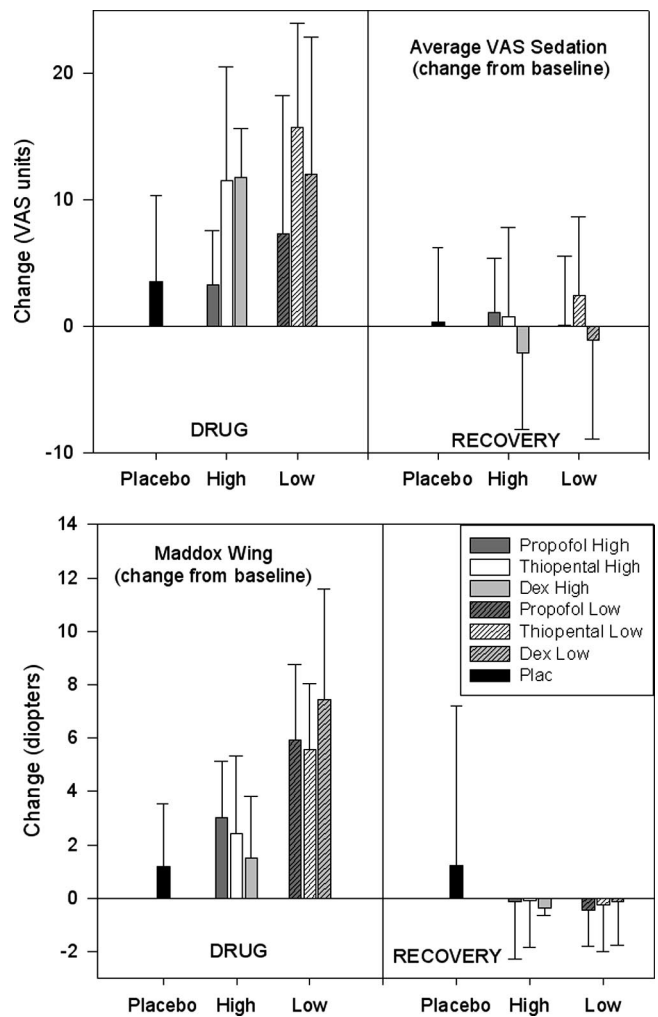 Average VAS Sedation
(change from baseline)
Change (VAS units)
20
10
0
-10
DRUG
RECOVERY
Placebo High Low
Placebo High Low
Maddox Wing
(change from baseline)
Change (diopters)
14
12
10
8
6
4
2
0
-2
Propofol High
Thiopental High
Dex High
Propofol Low
Thiopental Low
Dex Low
Plac
DRUG
RECOVERY
Placebo High Low
Placebo High Low